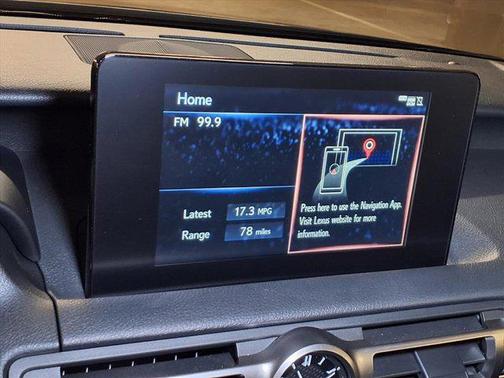 Home
FM 99.9
Latest 17.3 MPG
Range 78 miles
Press here to use the Navigation App.
Visit Lexus website for more
information.